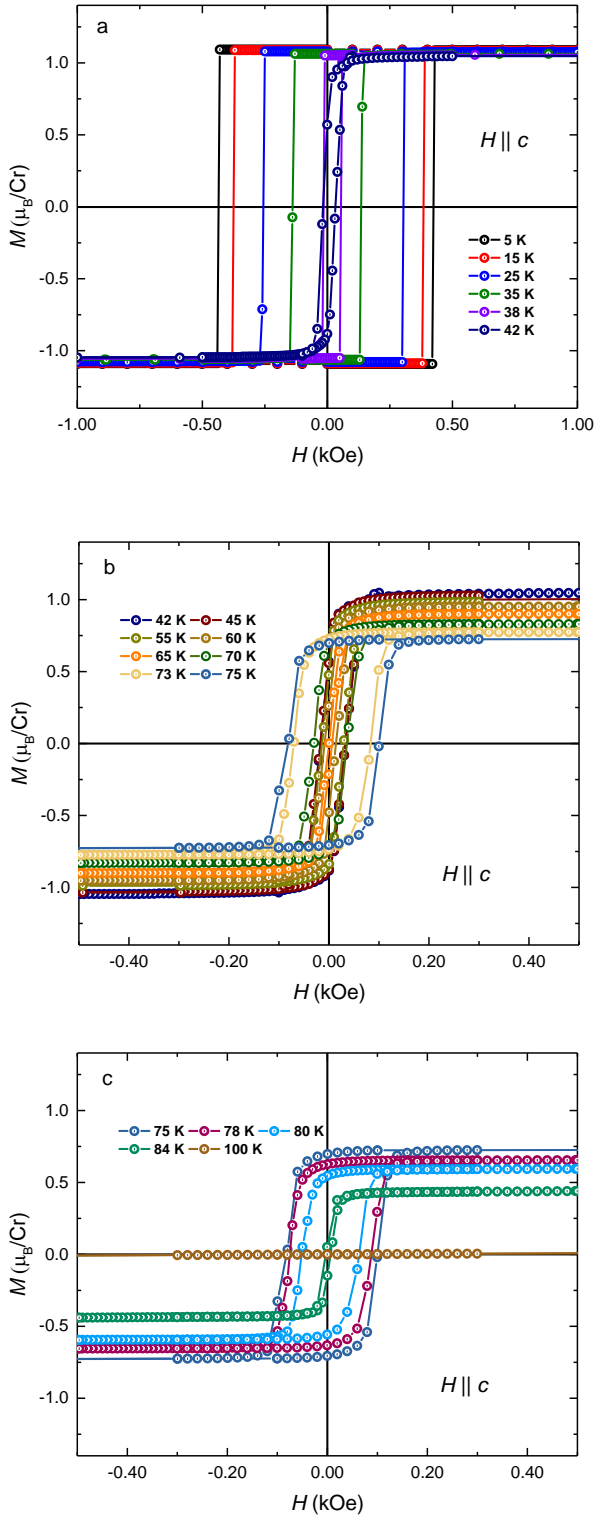 a
M (μB/Cr)
1.0
0.5
0.0
-0.5
-1.0
H || c
5 K
15 K
25 K
35 K
38 K
42 K
-1.00 -0.50 0.00 0.50 1.00
H (kOe)
b
M (μB/Cr)
1.0
0.5
0.0
-0.5
-1.0
42 K 45 K
55 K 60 K
65 K 70 K
73 K 75 K
H || c
-0.40 -0.20 0.00 0.20 0.40
H (kOe)
c
M (μB/Cr)
1.0
0.5
0.0
-0.5
-1.0
75 K 78 K 80 K
84 K 100 K
H || c
-0.40 -0.20 0.00 0.20 0.40
H (kOe)